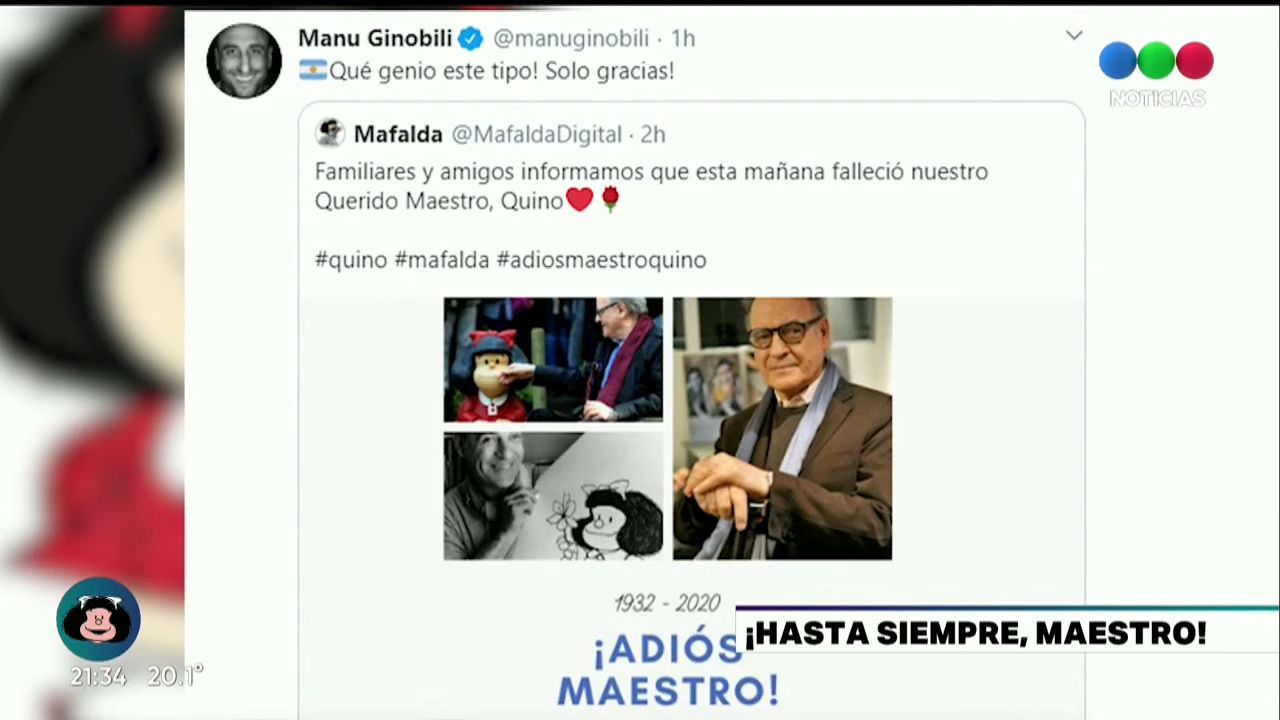 Manu Ginobili @manuginobili · 1h
Qué genio este tipo! Solo gracias!
NOTICIAS
Mafalda @MafaldaDigital · 2h
Familiares y amigos informamos que esta mañana falleció nuestro
Querido Maestro, Quino
#quino #mafalda #adiosmaestroquino
1932 - 2020
¡ADIÓS
MAESTRO!
¡HASTA SIEMPRE, MAESTRO!
21:34 20.1°